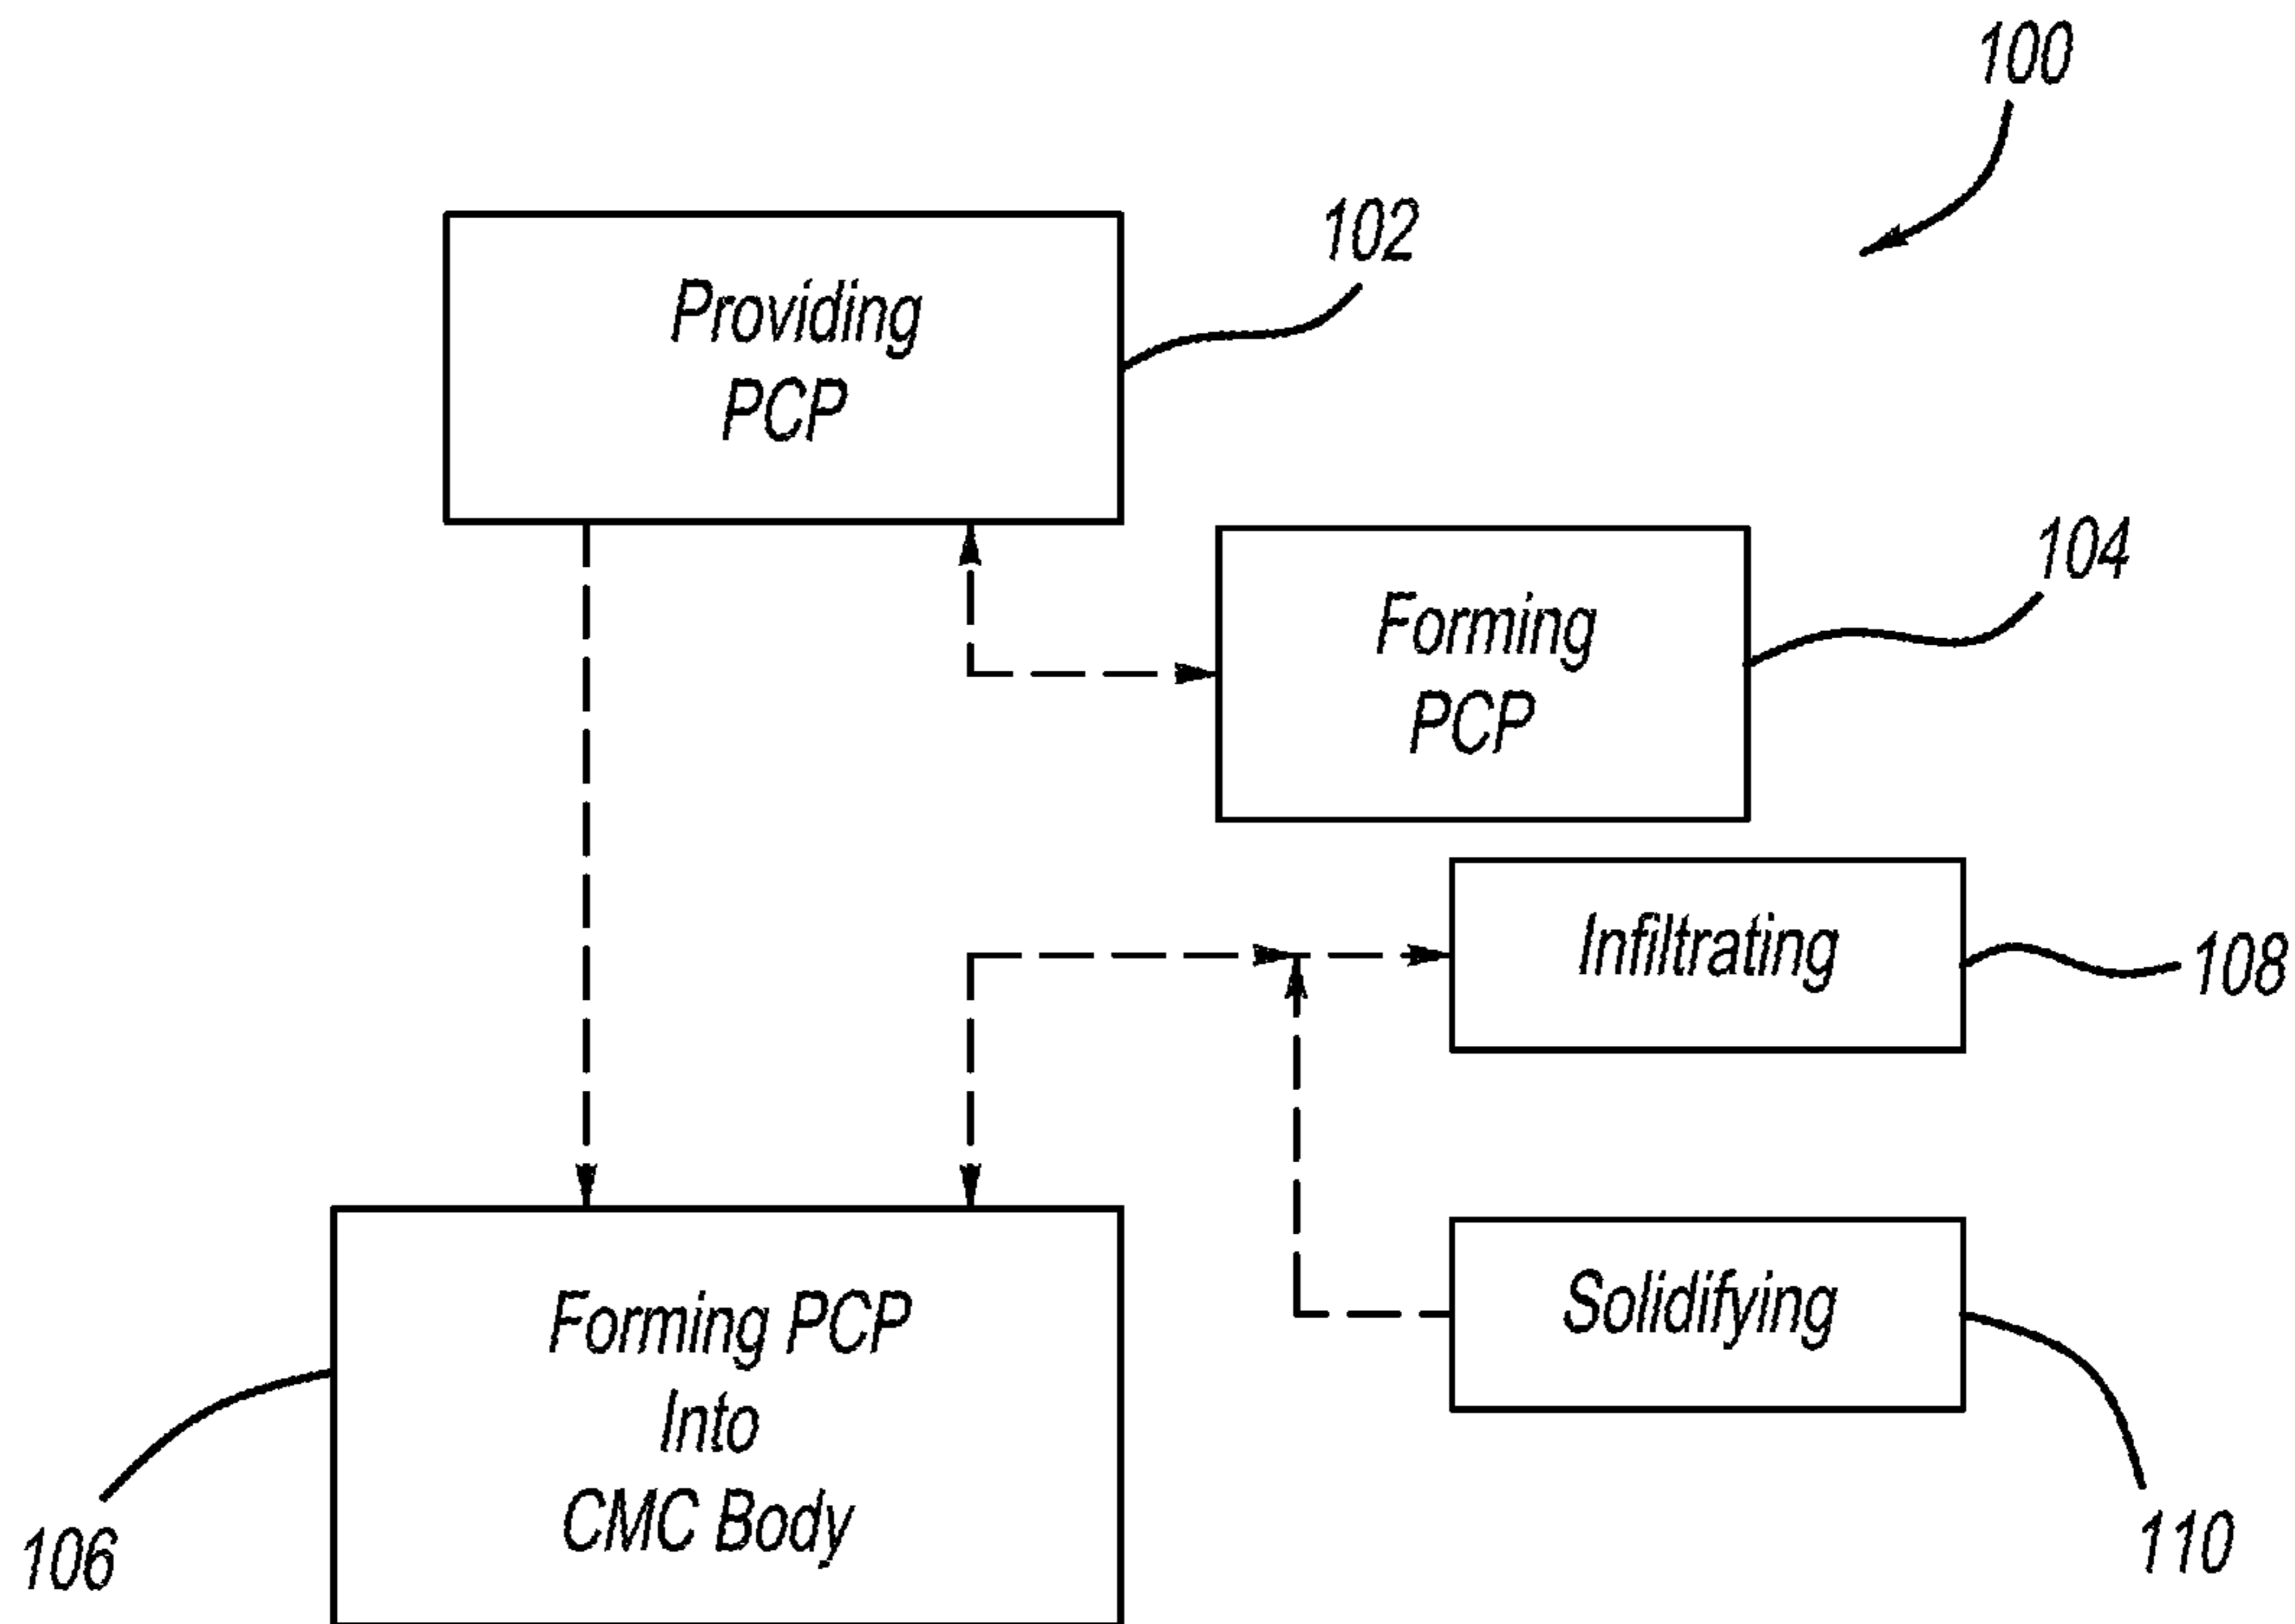 100
102
Providing
PCP
104
Forming
PCP
Infiltrating
108
Forming PCP
Into
CMC Body
Solidifying
106
110